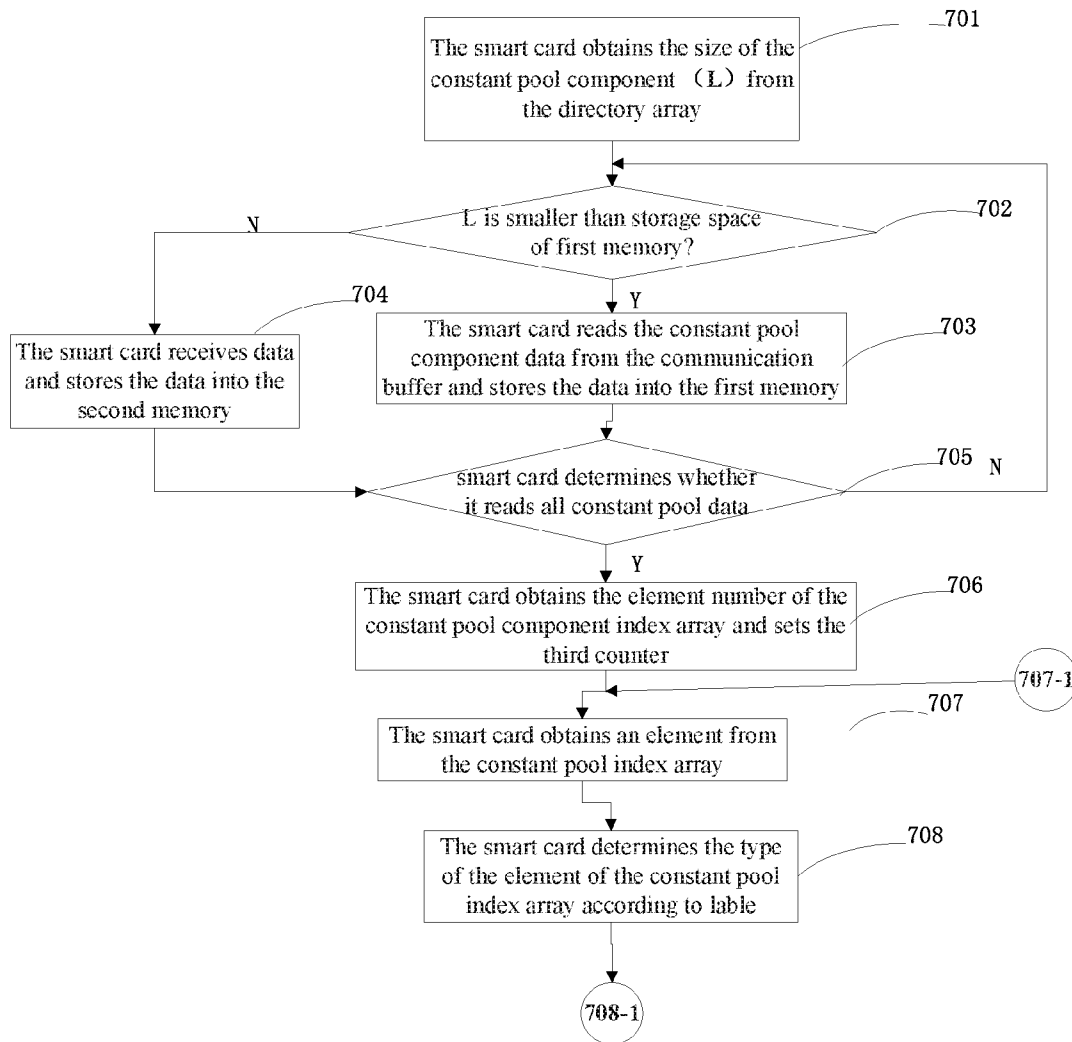 701
The smart card obtains the size of the
constant pool component （L） from
the directory array
L is smaller than storage space
of first memory?
702
N
Y
704
The smart card receives data
and stores the data into the
second memory
The smart card reads the constant pool
component data from the communication
buffer and stores the data into the first memory
703
smart card determines whether
it reads all constant pool data
705
N
Y
The smart card obtains the element number of the
constant pool component index array and sets the
third counter
706
707-1
707
The smart card obtains an element from
the constant pool index array
The smart card determines the type
of the element of the constant pool
index array according to lable
708
708-1